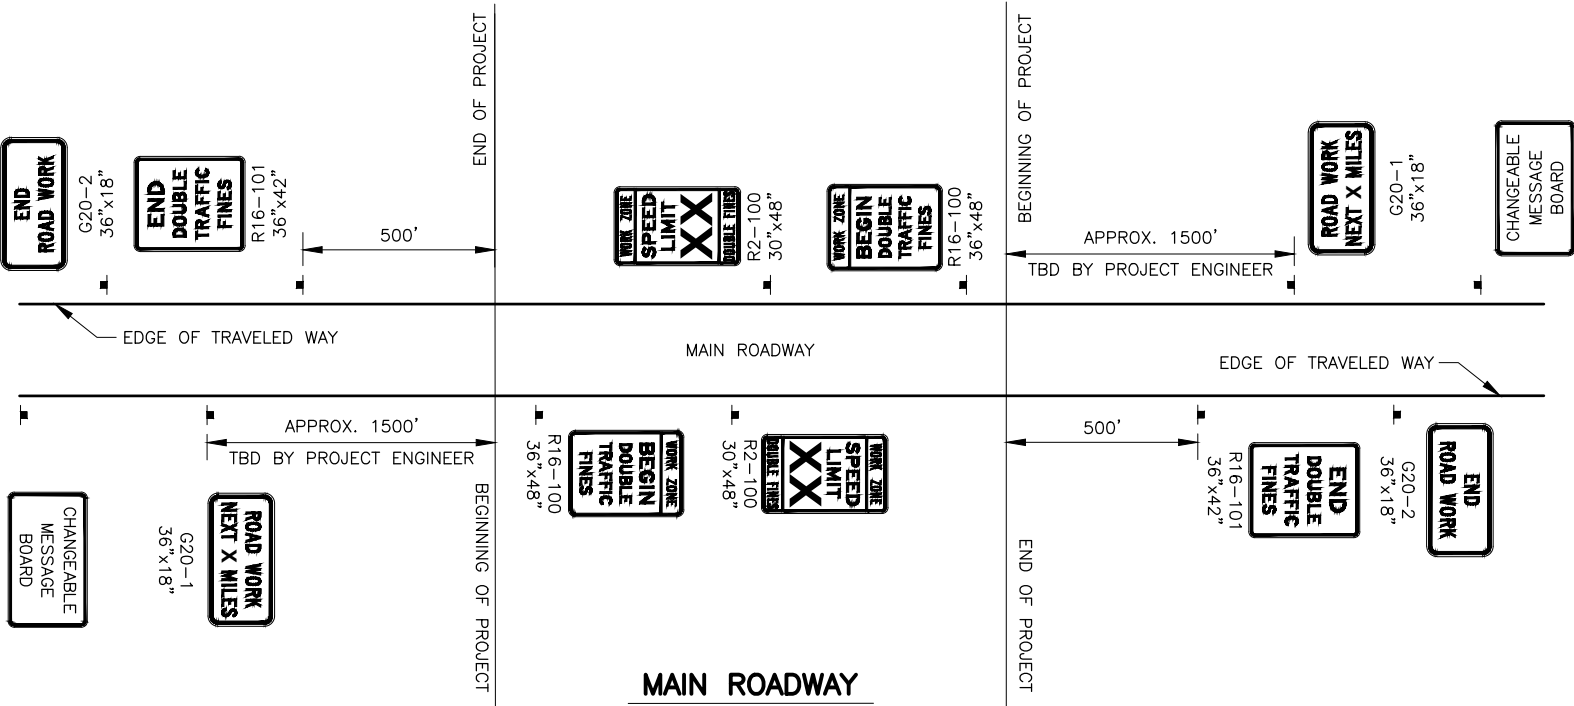 END
ROAD WORK
G20-2
36"x18"
END
DOUBLE
TRAFFIC
FINES
R16-101
36"x42"
500'
END OF PROJECT
WORK ZONE
SPEED
LIMIT
XX
DOUBLE FINES
R2-100
30"x48"
WORK ZONE
BEGIN
DOUBLE
TRAFFIC
FINES
R16-100
36"x48"
BEGINNING OF PROJECT
APPROX. 1500'
TBD BY PROJECT ENGINEER
ROAD WORK
NEXT X MILES
G20-1
36"x18"
CHANGEABLE
MESSAGE
BOARD
EDGE OF TRAVELED WAY
MAIN ROADWAY
EDGE OF TRAVELED WAY
CHANGEABLE
MESSAGE
BOARD
ROAD WORK
NEXT X MILES
G20-1
36"x18"
APPROX. 1500'
TBD BY PROJECT ENGINEER
BEGINNING OF PROJECT
WORK ZONE
BEGIN
DOUBLE
TRAFFIC
FINES
R16-100
36"x48"
WORK ZONE
SPEED
LIMIT
XX
DOUBLE FINES
R2-100
30"x48"
END OF PROJECT
500'
END
DOUBLE
TRAFFIC
FINES
R16-101
36"x42"
END
ROAD WORK
G20-2
36"x18"
MAIN ROADWAY